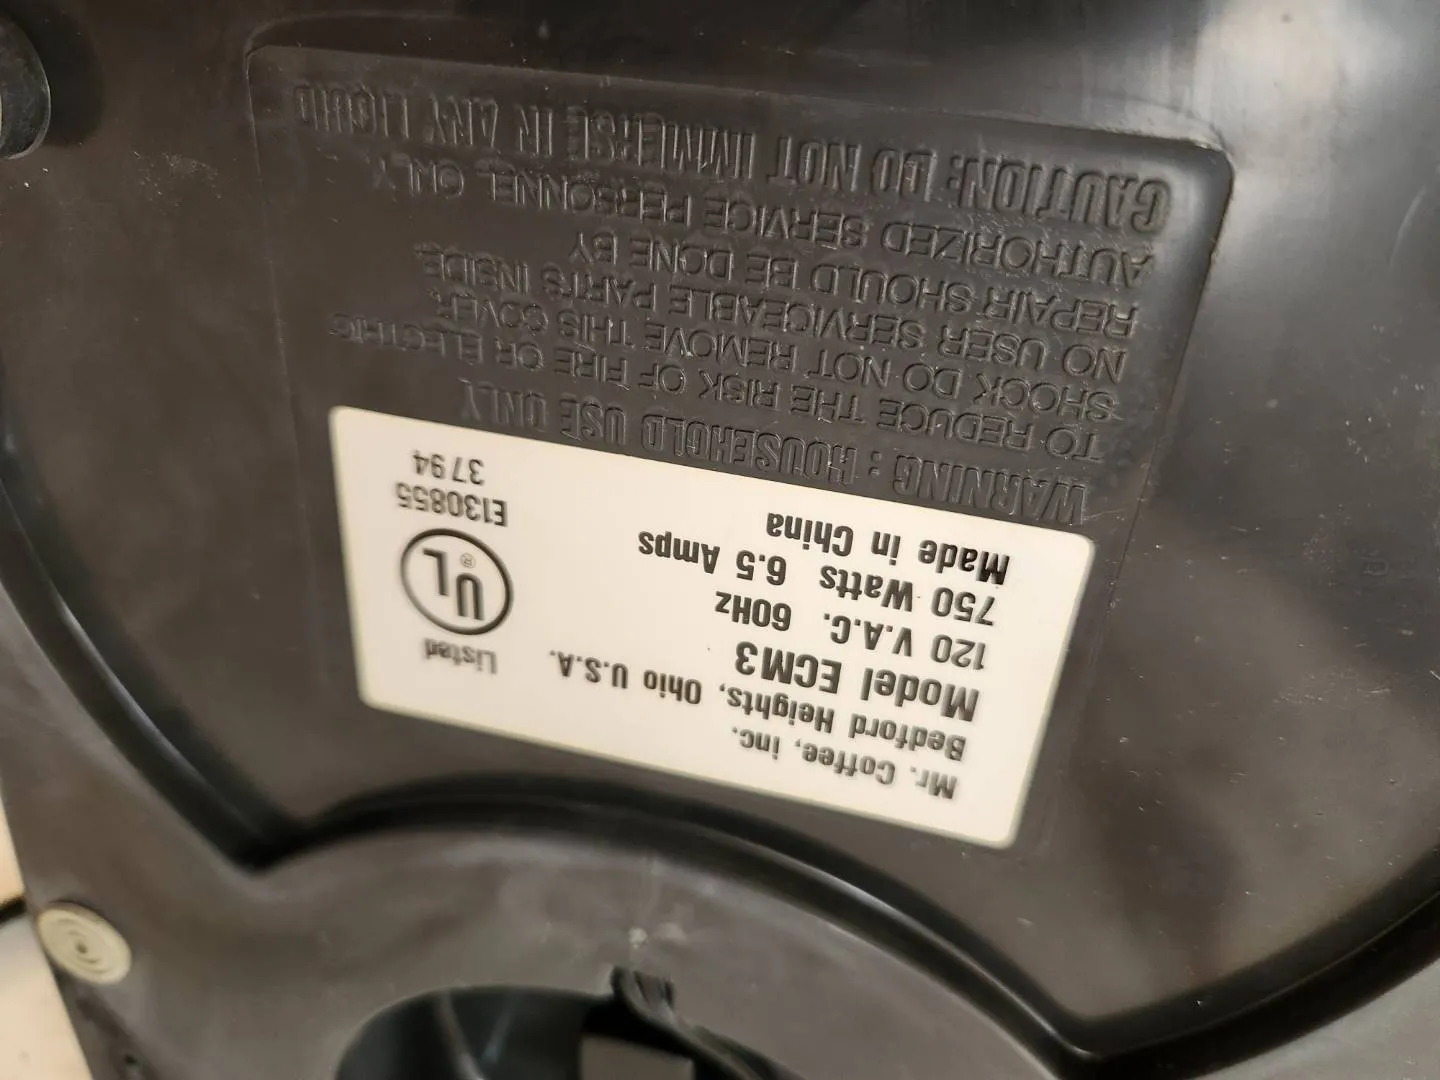 Mr. Coffee, inc.
Bedford Heights, Ohio U.S.A.
Model ECM3
120 V.A.C. 60Hz
750 Watts 6.5 Amps
Made in China
Listed
UL®
E130855
3794
WARNING: HOUSEHOLD USE ONLY
TO REDUCE THE RISK OF FIRE OR ELECTRIC
SHOCK DO NOT REMOVE THIS COVER.
NO USER SERVICEABLE PARTS INSIDE.
REPAIR SHOULD BE DONE BY
AUTHORIZED SERVICE PERSONNEL ONLY
CAUTION: DO NOT IMMERSE IN ANY LIQUID